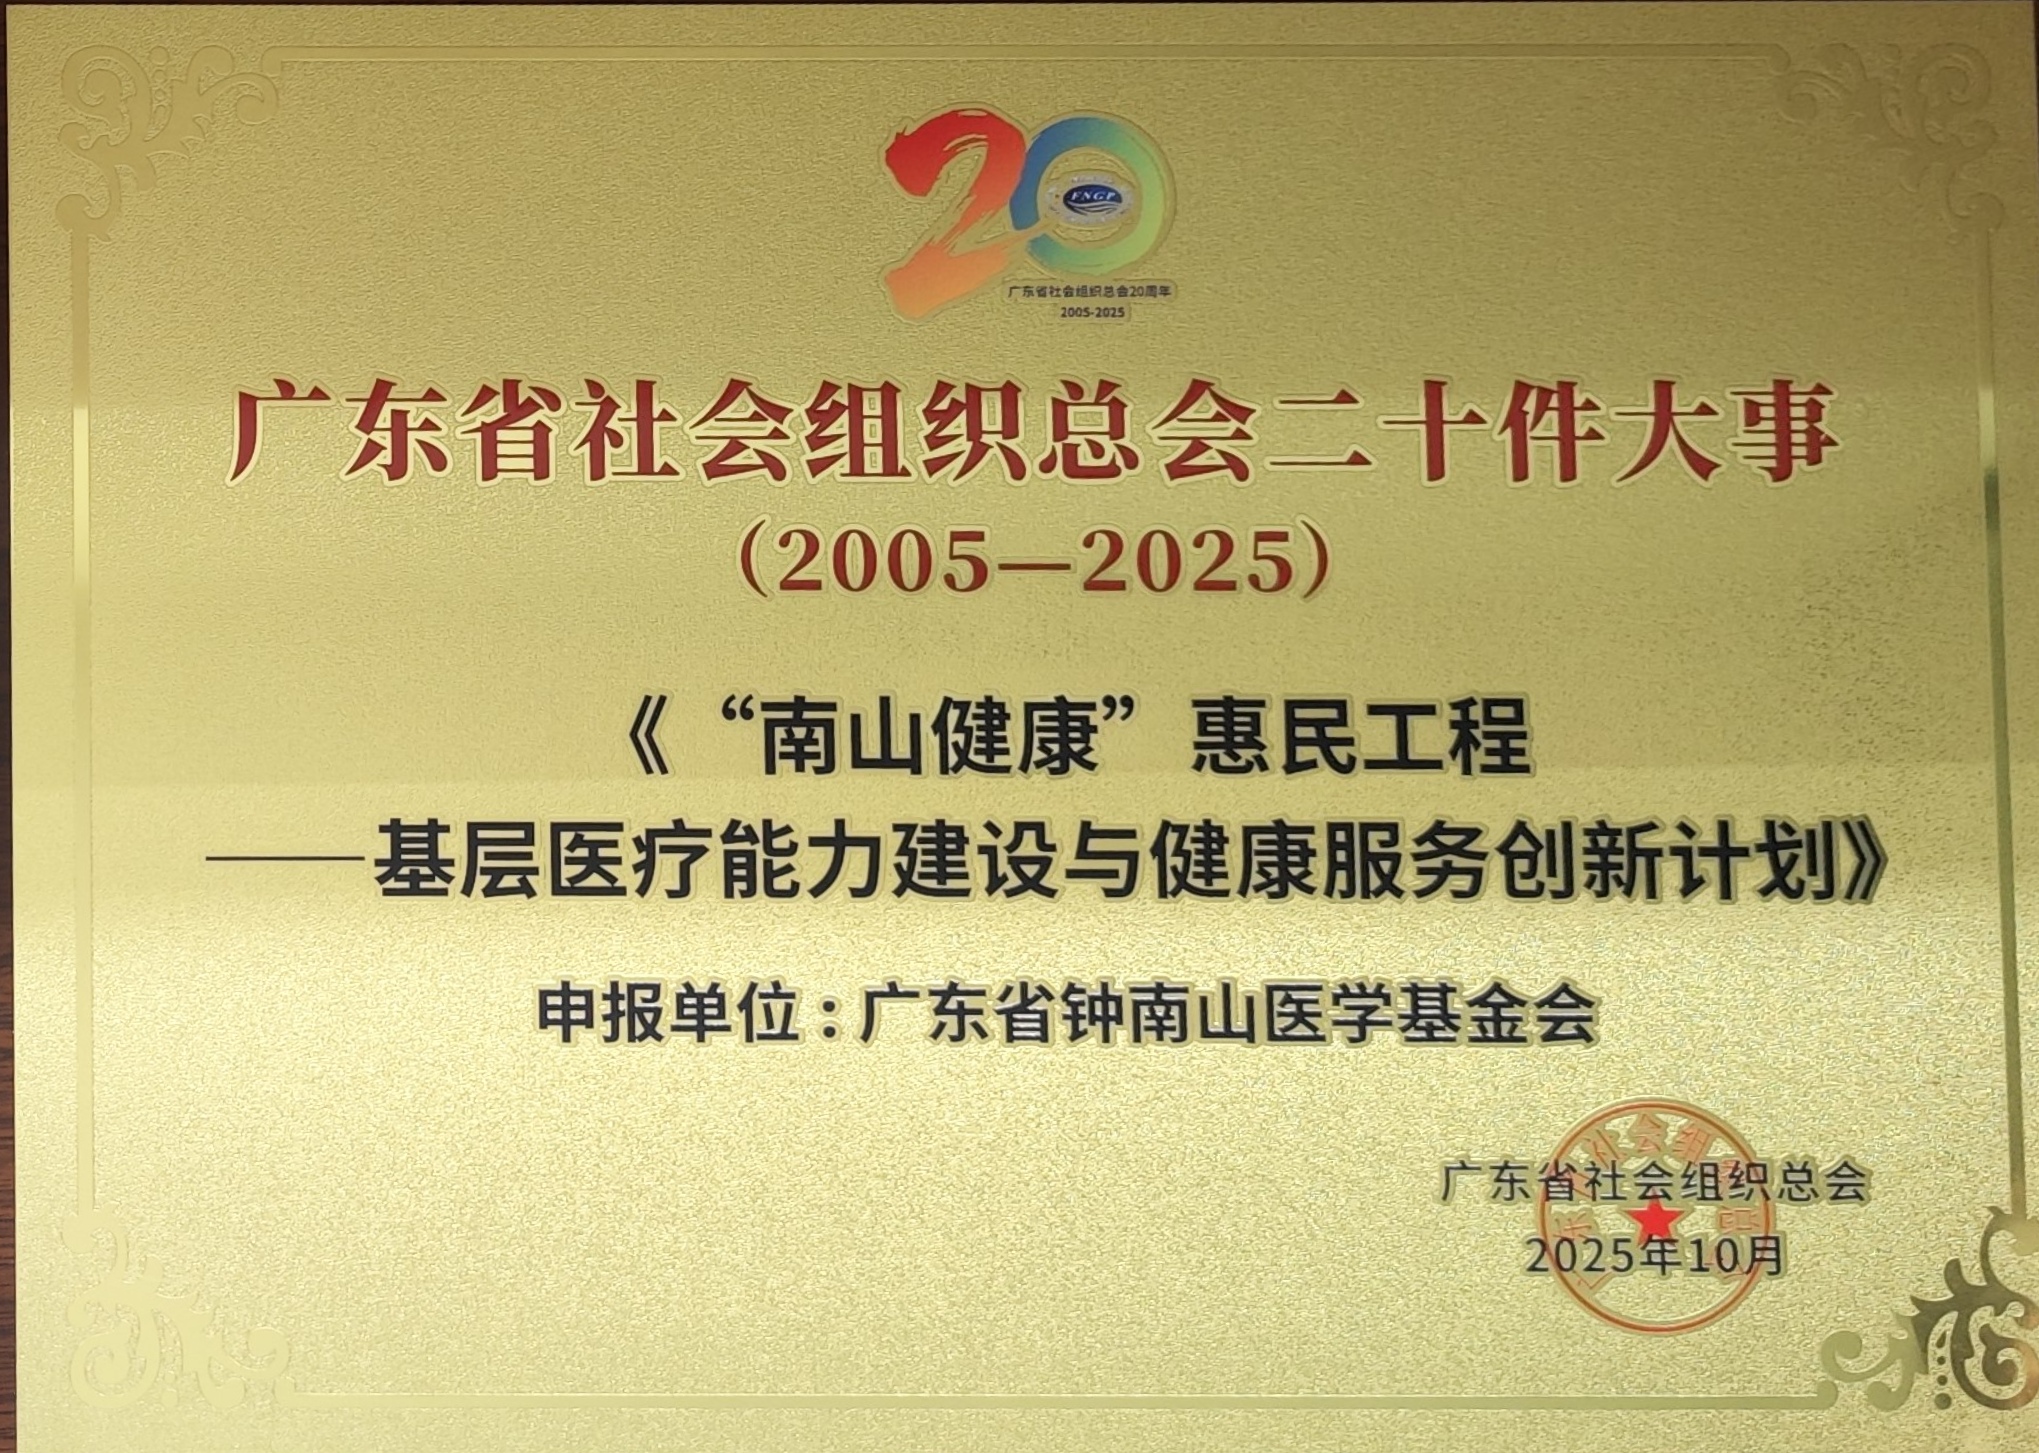 FNGP
广东省社会组织总会20周年
2005-2025
广东省社会组织总会二十件大事
（2005—2025）
《“南山健康”惠民工程
——基层医疗能力建设与健康服务创新计划》
申报单位：广东省钟南山医学基金会
广东省社会组织总会
2025年10月